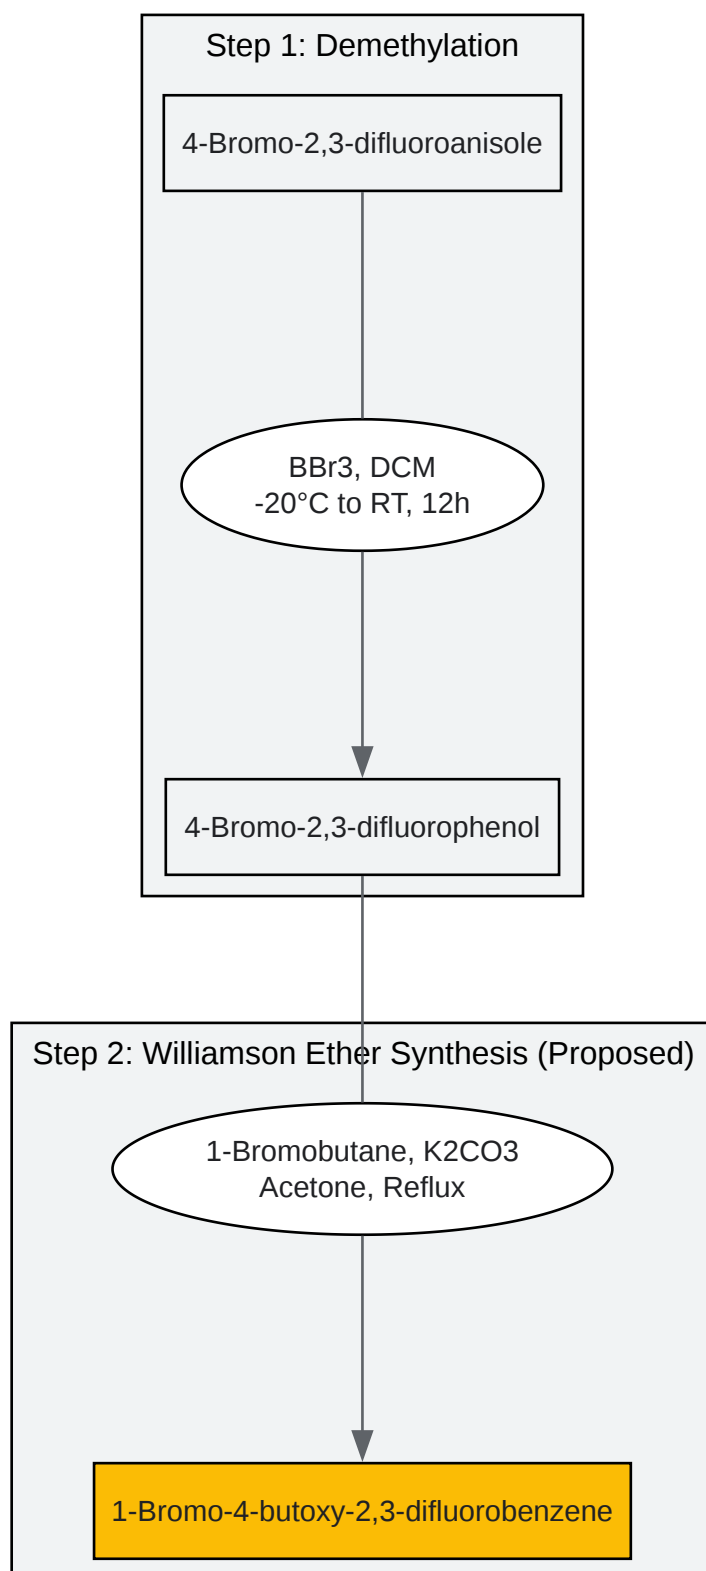 Step 1: Demethylation
4-Bromo-2,3-difluoroanisole
BBr3, DCM
-20°C to RT, 12h
4-Bromo-2,3-difluorophenol
Step 2: Williamson Ether Synthesis (Proposed)
1-Bromobutane, K2CO3
Acetone, Reflux
1-Bromo-4-butoxy-2,3-difluorobenzene